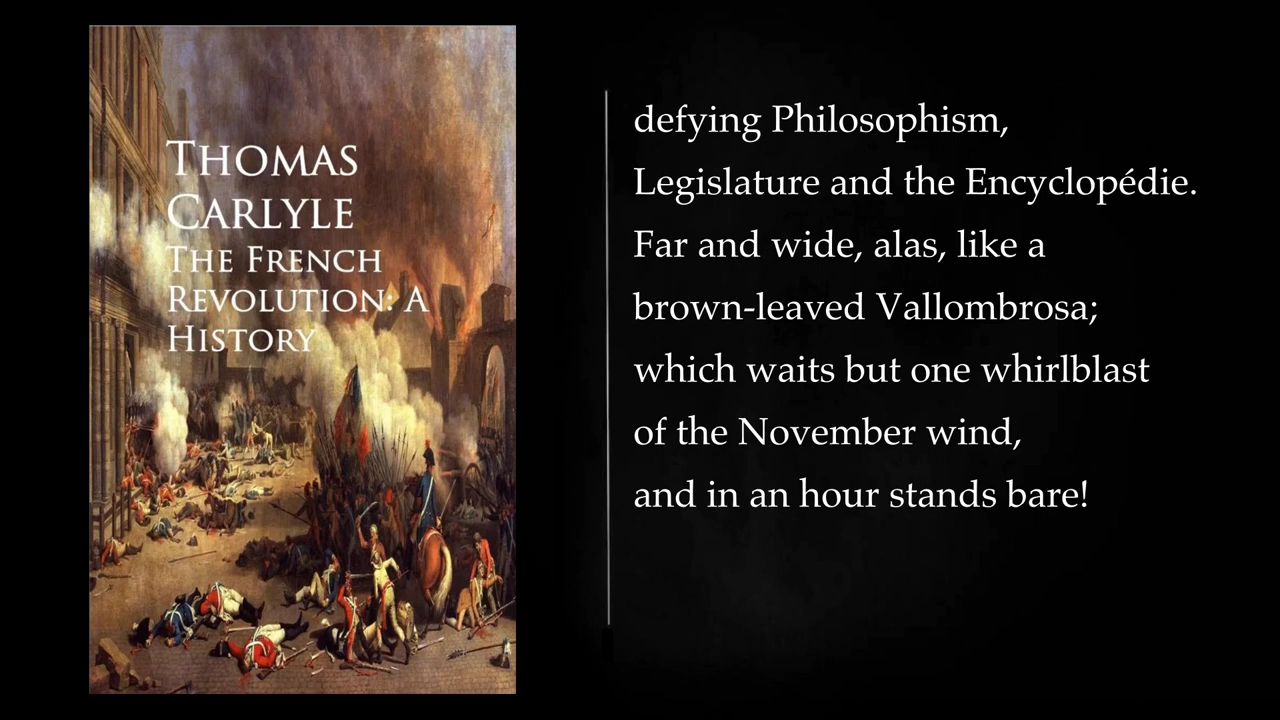 THOMAS
CARLYLE
THE FRENCH
REVOLUTION: A
HISTORY
defying Philosophism,
Legislature and the Encyclopédie.
Far and wide, alas, like a
brown-leaved Vallombrosa;
which waits but one whirlblast
of the November wind,
and in an hour stands bare!